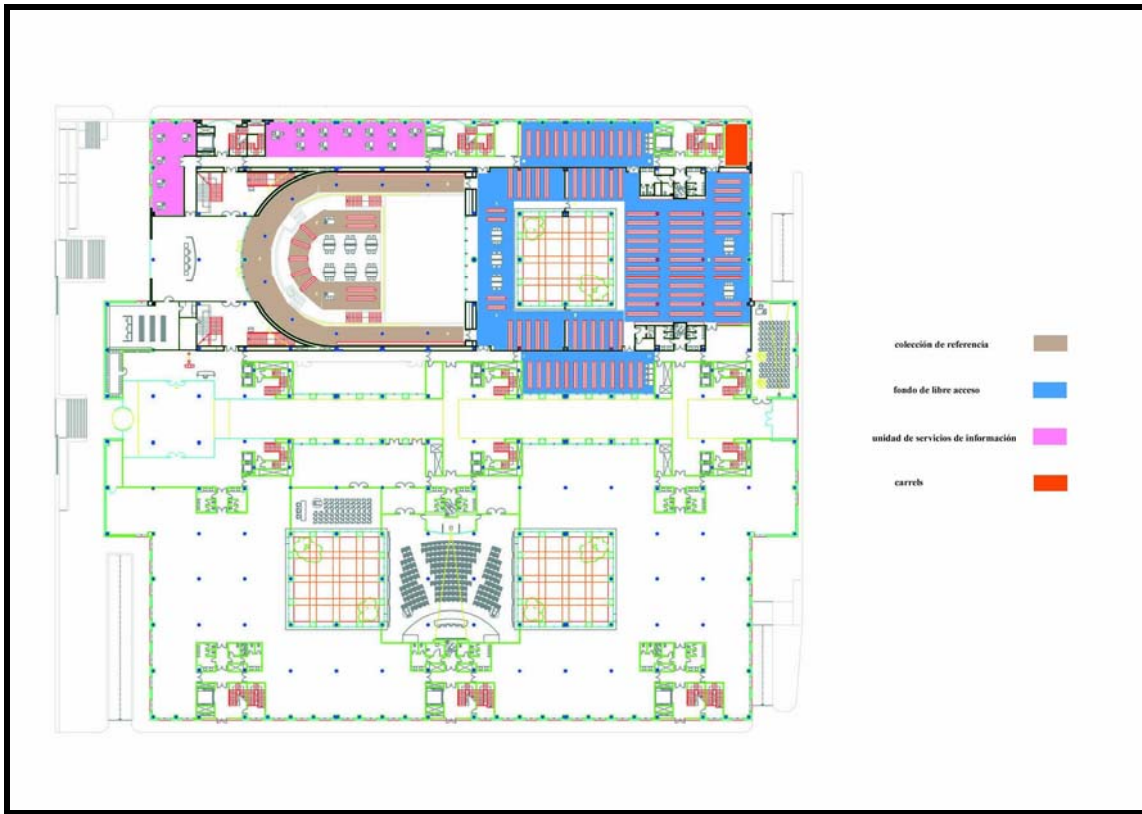 colección de referencia
fondo de libre acceso
unidad de servicios de información
carrels